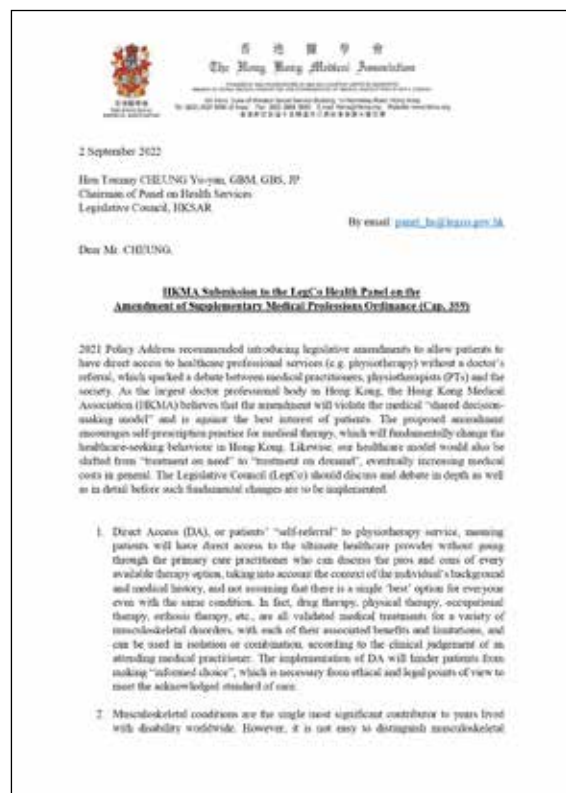 香港醫學會
The Hong Kong Medical Association
2 September 2022
Hon Tommy CHEUNG Yu-yan, GBM, GBS, JP
Chairman of Panel on Health Services
Legislative Council, HKSAR
By email: panel_hs@legco.gov.hk
Dear Mr. CHEUNG,
HKMA Submission to the LegCo Health Panel on the
Amendment of Supplementary Medical Professions Ordinance (Cap. 359)
2021 Policy Address recommended introducing legislative amendments to allow patients to
have direct access to healthcare professional services (e.g. physiotherapy) without a doctor's
referral, which sparked a debate between medical practitioners, physiotherapists (PTs) and the
society. As the largest doctor professional body in Hong Kong, the Hong Kong Medical
Association (HKMA) believes that the amendment will violate the medical "shared decision-
making model" and is against the best interest of patients. The proposed amendment
encourages self-prescription practice for medical therapy, which will fundamentally change the
healthcare-seeking behaviour in Hong Kong. Likewise, our healthcare model would also be
shifted from "treatment on need" to "treatment on demand", eventually increasing medical
costs in general. The Legislative Council (LegCo) should discuss and debate in depth as well
as in detail before such fundamental changes are to be implemented.
1. Direct Access (DA), or patients' "self-referral" to physiotherapy service, meaning
patients will have direct access to the ultimate healthcare provider without going
through the primary care practitioner who can discuss the pros and cons of every
available therapy option, taking into account the context of the individual's background
and medical history, and not assuming that there is a single 'best' option for everyone
even with the same condition. In fact, drug therapy, physical therapy, occupational
therapy, orthosis therapy, etc., are all validated medical treatments for a variety of
musculoskeletal disorders, with each of their associated benefits and limitations, and
can be used in isolation or combination, according to the clinical judgement of an
attending medical practitioner. The implementation of DA will hinder patients from
making "informed choice", which is necessary from ethical and legal points of view to
meet the acknowledged standard of care.
2. Musculoskeletal conditions are the single most significant contributor to years lived
with disability worldwide. However, it is not easy to distinguish musculoskeletal